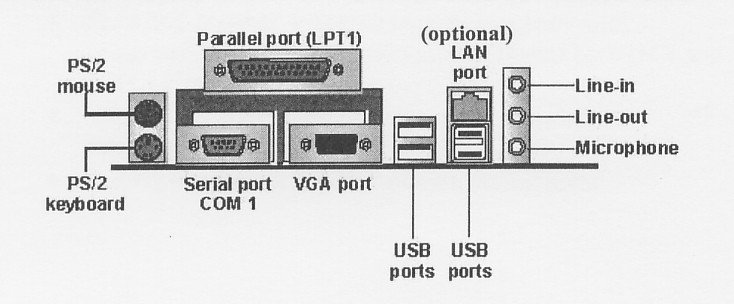 Parallel port (LPT1)
(optional)
LAN
port
PS/2
mouse
Line-in
Line-out
Microphone
PS/2
keyboard
Serial port
COM 1
VGA port
USB
ports
USB
ports